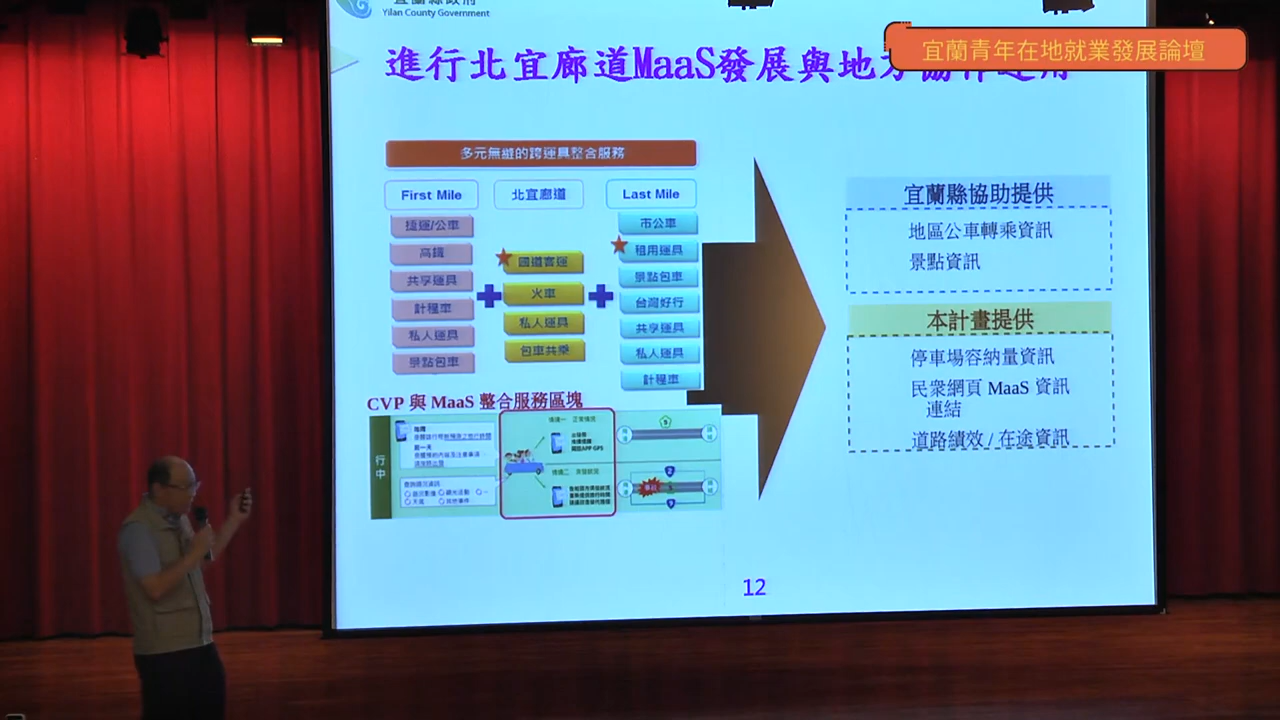 宜蘭縣政府
Yilan County Government
宜蘭青年在地就業發展論壇
進行北宜廊道MaaS發展與地方協作運用
多元無縫的跨運具整合服務
First Mile
北宜廊道
Last Mile
捷運/公車
高鐵
共享運具
計程車
私人運具
景點包車
國道客運
火車
私人運具
包車共乘
市公車
租用運具
景點包車
台灣好行
共享運具
私人運具
計程車
宜蘭縣協助提供
地區公車轉乘資訊
景點資訊
本計畫提供
停車場容納量資訊
民眾網頁 MaaS 資訊
連結
道路績效 / 在途資訊
CVP 與 MaaS 整合服務區塊
行中
12